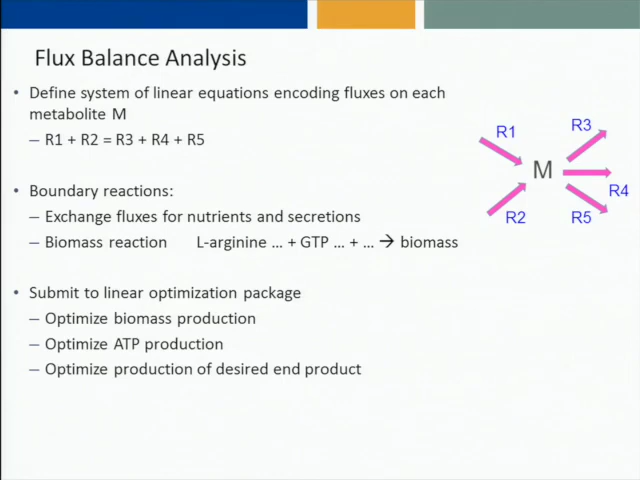 Flux Balance Analysis
• Define system of linear equations encoding fluxes on each
metabolite M
– R1 + R2 = R3 + R4 + R5
• Boundary reactions:
– Exchange fluxes for nutrients and secretions
– Biomass reaction L-arginine ... + GTP ... + ... → biomass
• Submit to linear optimization package
– Optimize biomass production
– Optimize ATP production
– Optimize production of desired end product
R1
R3
M
R4
R2
R5